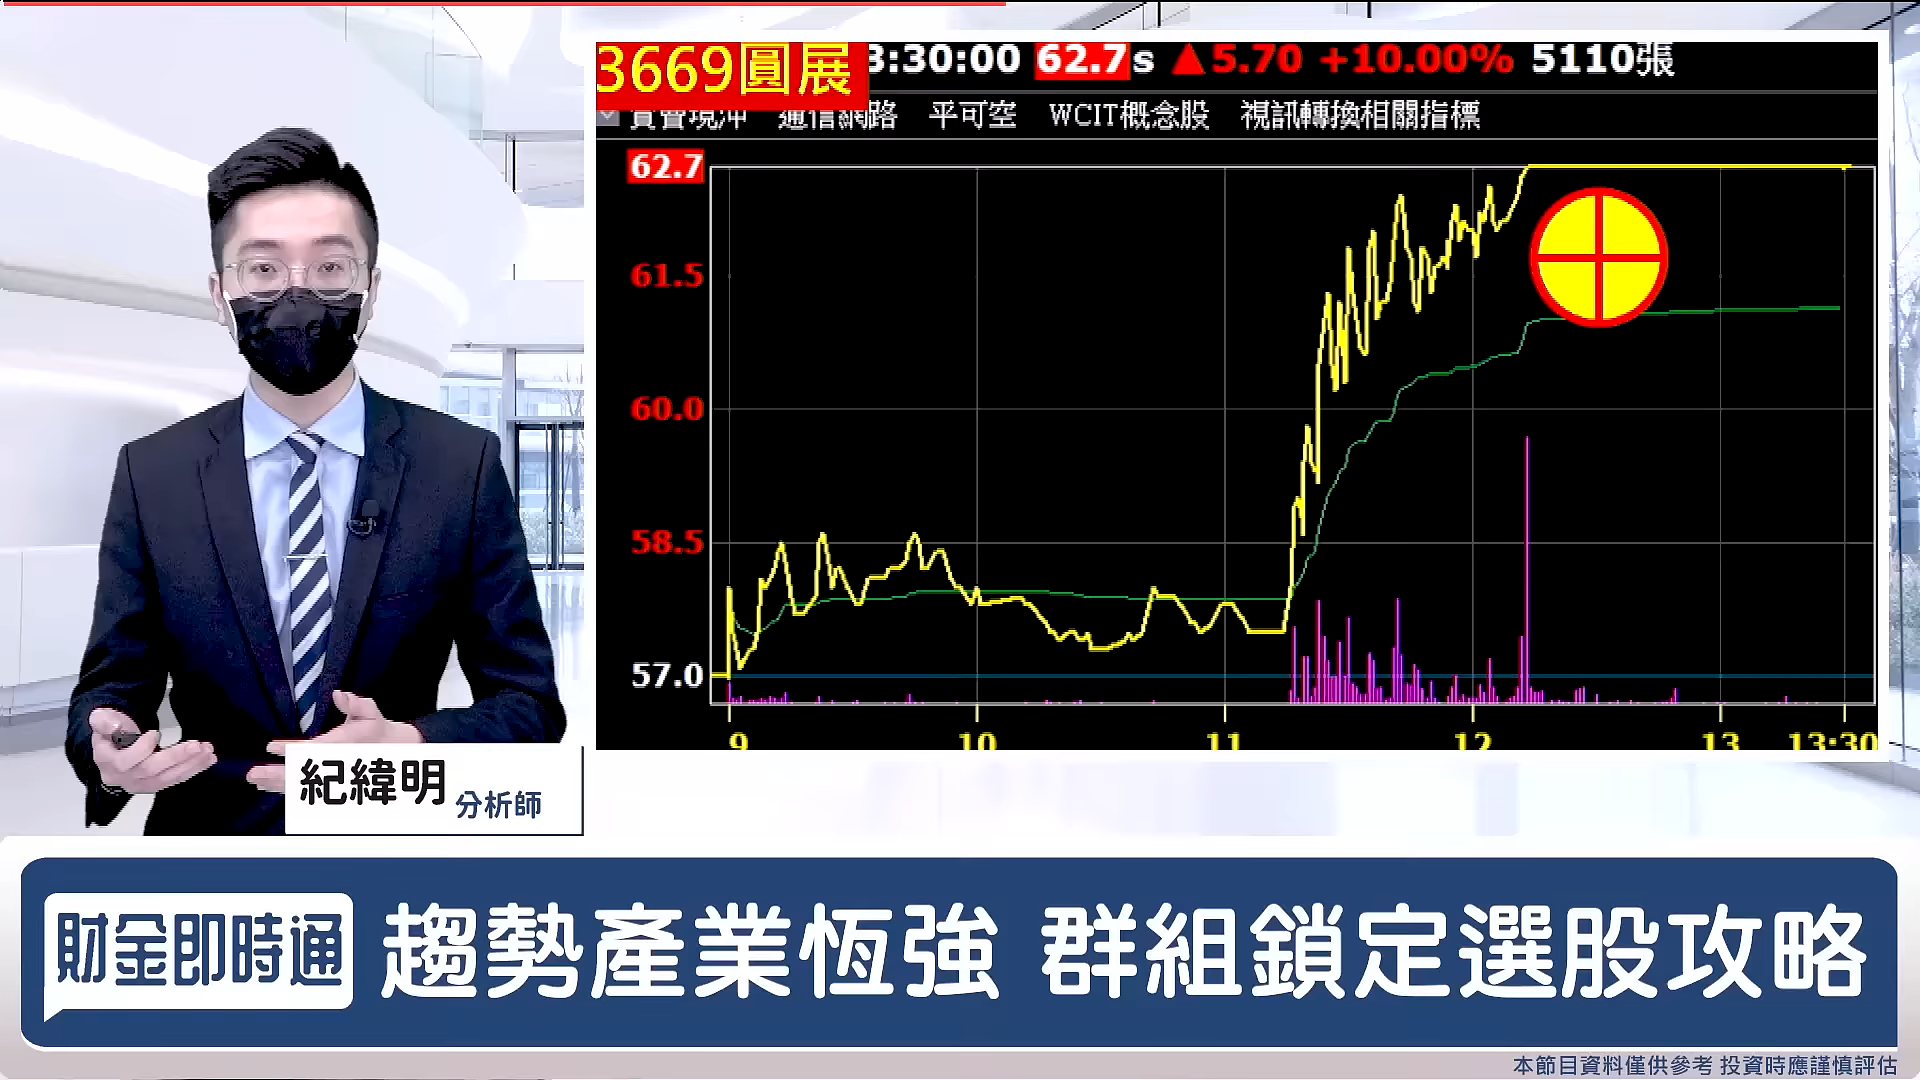 3669圓展
3:30:00 62.7s ▲5.70 +10.00% 5110張
資曾現沖 通信網路 平可空 WCIT概念股 視訊轉換相關指標
62.7
61.5
60.0
58.5
57.0
9 10 11 12 13 13:30
紀緯明 分析師
財金即時通 趨勢產業恆強 群組鎖定選股攻略
本節目資料僅供參考 投資時應謹慎評估